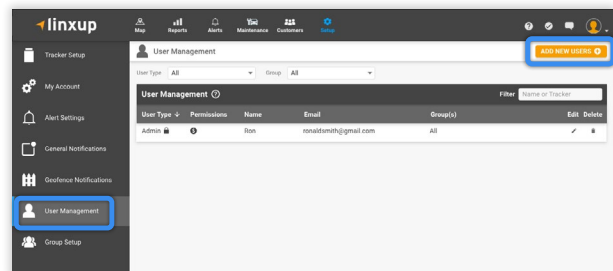 linxup
Map Reports Alerts Maintenance Customers Setup
Tracker Setup
My Account
Alert Settings
General Notifications
Geofence Notifications
User Management
Group Setup
User Management
ADD NEW USERS
User Type All Group All
User Management
Filter Name or Tracker
User Type Permissions Name Email Group(s) Edit Delete
Admin Ron ronaldsmith@gmail.com All